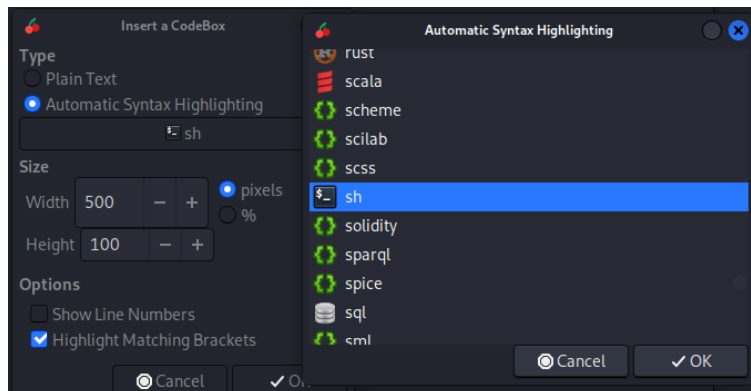 Insert a CodeBox
Type
Plain Text
Automatic Syntax Highlighting
$_ sh
Size
Width 500 − + pixels
%
Height 100 − +
Options
Show Line Numbers
Highlight Matching Brackets
Cancel
Automatic Syntax Highlighting
rust
scala
scheme
scilab
scss
$_ sh
solidity
sparql
spice
sql
sml
Cancel OK